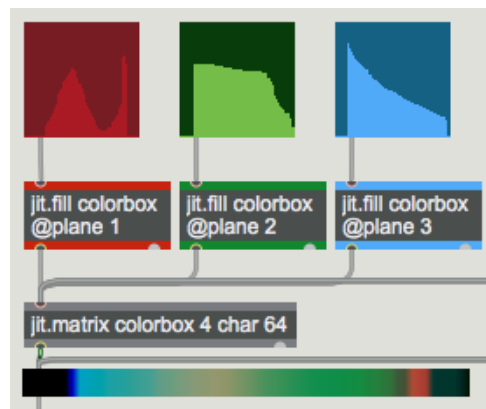 jit.fill colorbox
@plane 1
jit.fill colorbox
@plane 2
jit.fill colorbox
@plane 3
jit.matrix colorbox 4 char 64